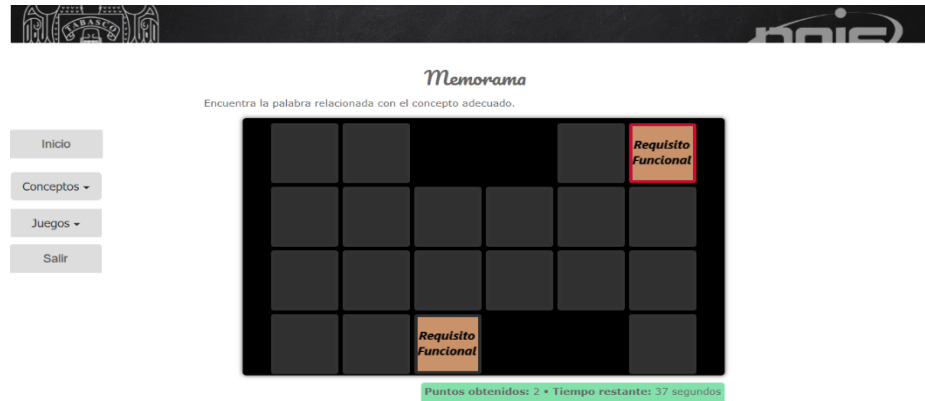 TABASCO
Memorama
Encuentra la palabra relacionada con el concepto adecuado.
Inicio
Conceptos
Juegos
Salir
Requisito
Funcional
Requisito
Funcional
Puntos obtenidos: 2 • Tiempo restante: 37 segundos